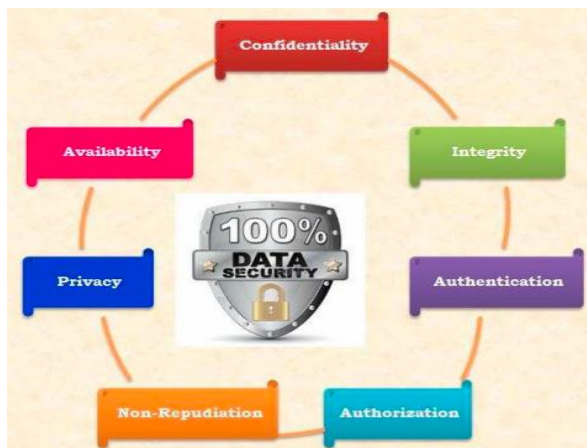 Confidentiality
Availability
Integrity
100%
DATA
SECURITY
Privacy
Authentication
Non-Repudiation
Authorization